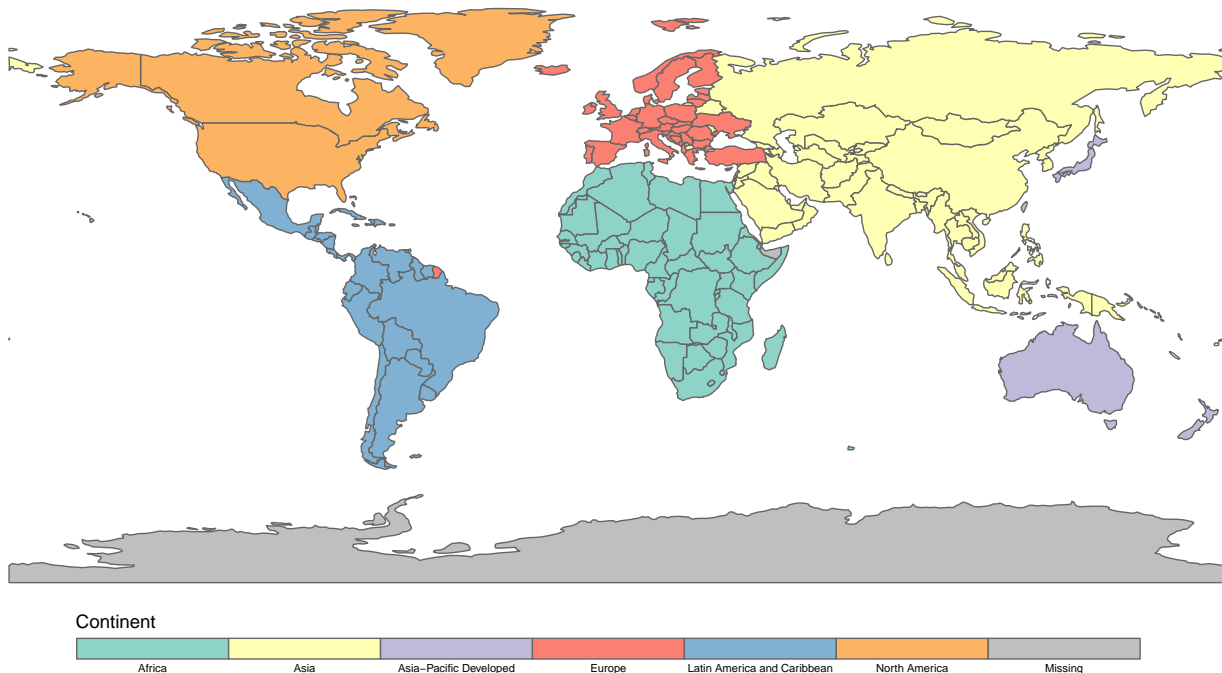 Continent
Africa
Asia
Asia−Pacific Developed
Europe
Latin America and Caribbean
North America
Missing